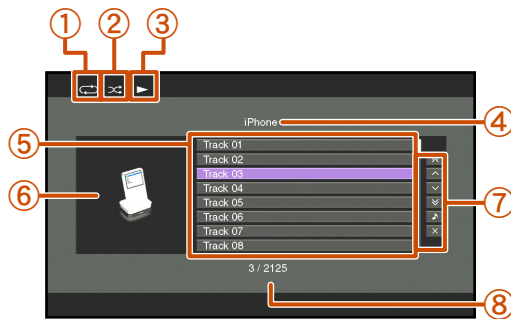 ① ② ③
iPhone ④
⑤ Track 01
Track 02
Track 03
⑥ Track 04
Track 05 ⑦
Track 06
Track 07
Track 08
3 / 2125
⑧